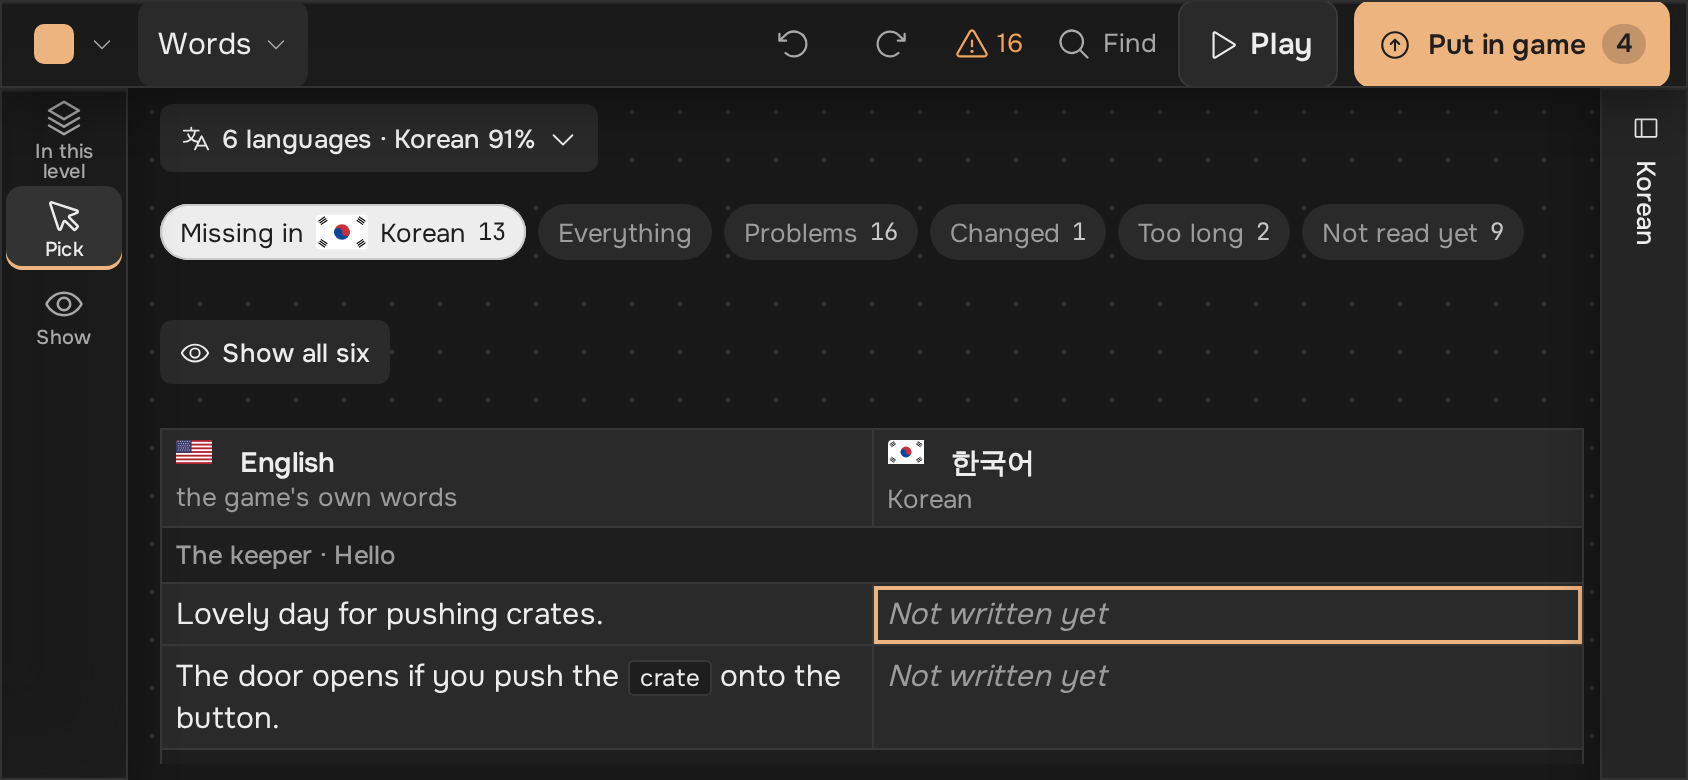 Words
16
Find
Play
Put in game 4
In this
level
Pick
Show
6 languages · Korean 91%
Missing in Korean 13
Everything
Problems 16
Changed 1
Too long 2
Not read yet 9
Korean
Show all six
English
the game's own words
한국어
Korean
The keeper · Hello
Lovely day for pushing crates.
Not written yet
The door opens if you push the crate onto the
button.
Not written yet